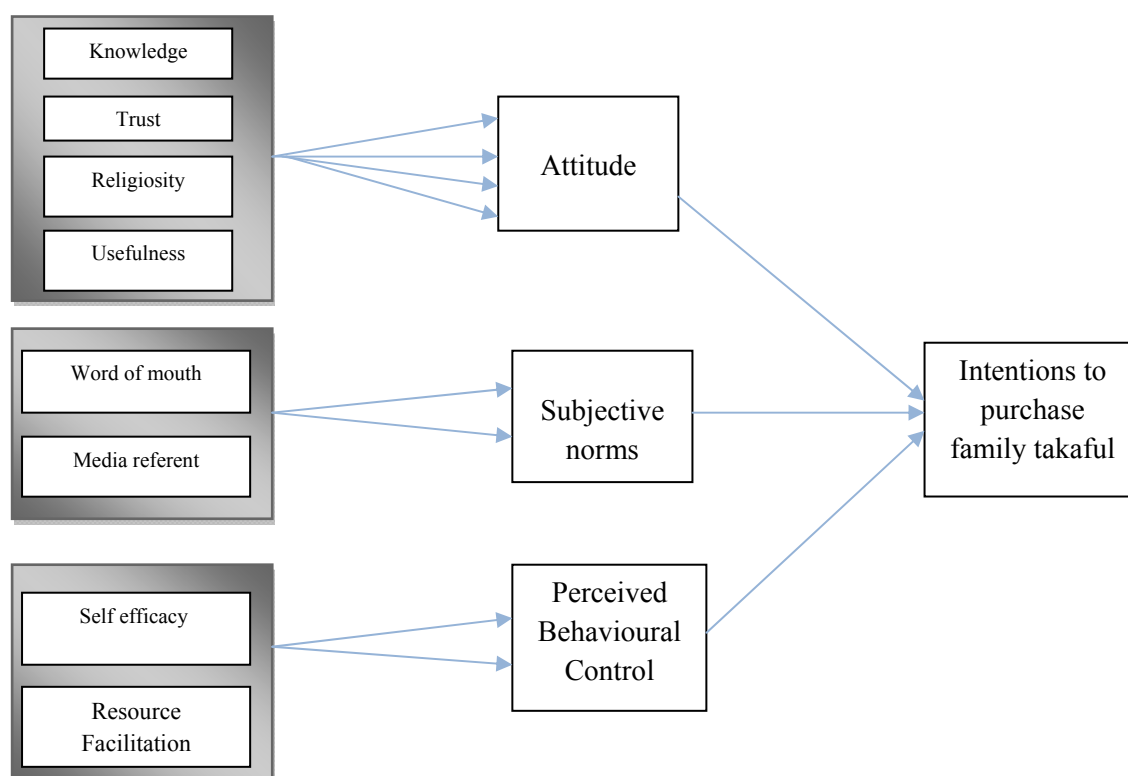 Knowledge
Trust
Religiosity
Usefulness
Attitude
Word of mouth
Media referent
Subjective
norms
Intentions to
purchase
family takaful
Self efficacy
Resource
Facilitation
Perceived
Behavioural
Control